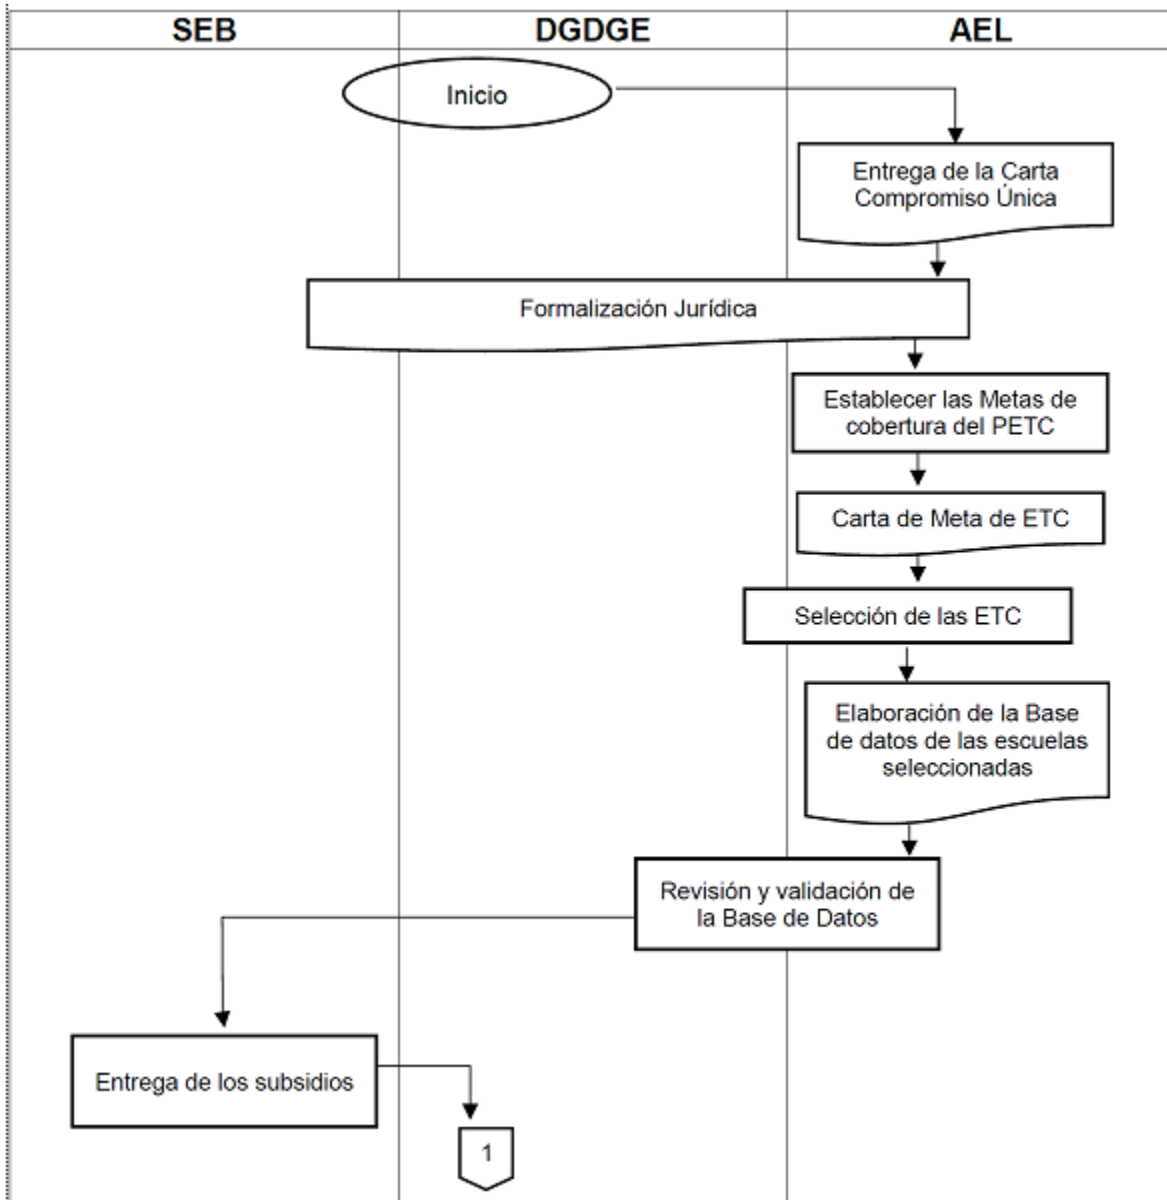 SEB
DGDGE
AEL
Inicio
Entrega de la Carta
Compromiso Única
Formalización Jurídica
Establecer las Metas de
cobertura del PETC
Carta de Meta de ETC
Selección de las ETC
Elaboración de la Base
de datos de las escuelas
seleccionadas
Revisión y validación de
la Base de Datos
Entrega de los subsidios
1